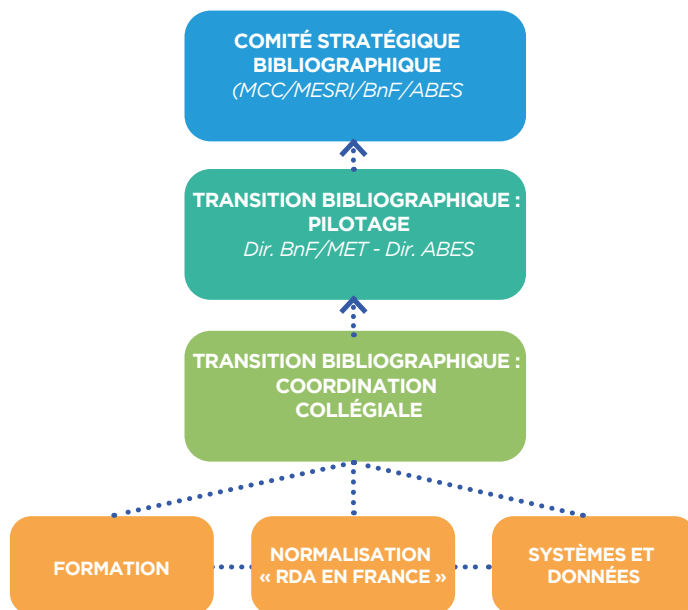 COMITÉ STRATÉGIQUE
BIBLIOGRAPHIQUE
(MCC/MESRI/BnF/ABES
TRANSITION BIBLIOGRAPHIQUE :
PILOTAGE
Dir. BnF/MET - Dir. ABES
TRANSITION BIBLIOGRAPHIQUE :
COORDINATION
COLLÉGIALE
FORMATION
NORMALISATION
« RDA EN FRANCE »
SYSTÈMES ET
DONNÉES